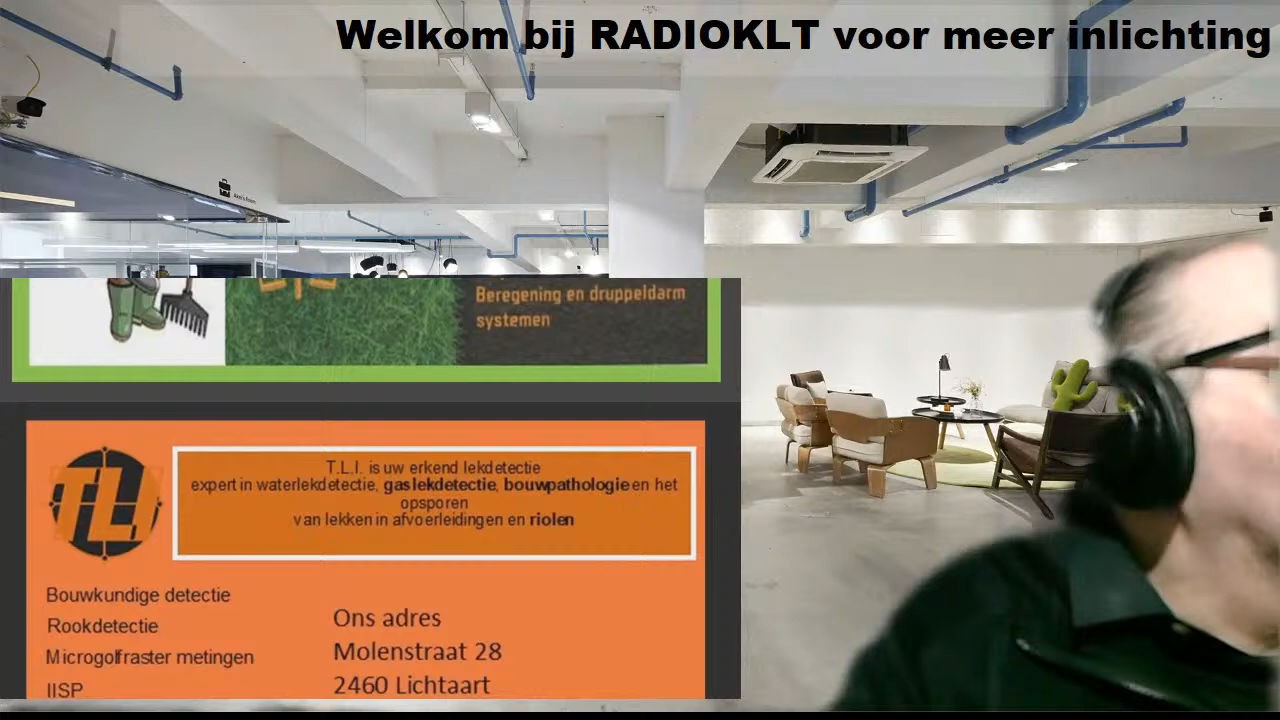 Welkom bij RADIOKLT voor meer inlichting
Beregening en druppeldarm
systemen
TLI
T.L.I. is uw erkend lekdetectie
expert in waterlekdetectie, gaslekdetectie, bouwpathologie en het
opsporen
van lekken in afvoerleidingen en riolen
Bouwkundige detectie
Rookdetectie
Microgolfraster metingen
IISP
Ons adres
Molenstraat 28
2460 Lichtaart